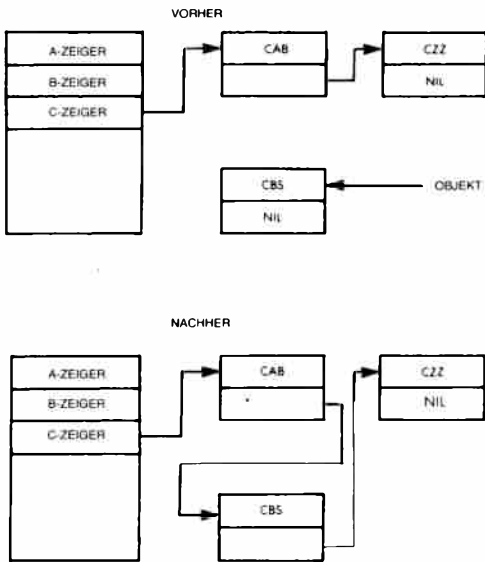 VORHER
A-ZEIGER
B-ZEIGER
C-ZEIGER
CAB
CZZ
NIL
CBS
NIL
OBJEKT
NACHHER
A-ZEIGER
B-ZEIGER
C-ZEIGER
CAB
CZZ
NIL
CBS